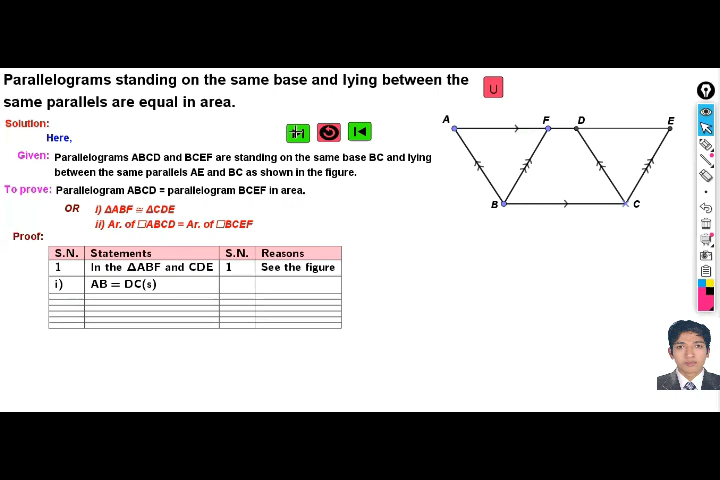 Parallelograms standing on the same base and lying between the
same parallels are equal in area.
U
Solution:
Here,
Given: Parallelograms ABCD and BCEF are standing on the same base BC and lying
between the same parallels AE and BC as shown in the figure.
To prove: Parallelogram ABCD = parallelogram BCEF in area.
OR i) ΔABF ≅ ΔCDE
ii) Ar. of □ABCD = Ar. of □BCEF
Proof:
S.N. Statements S.N. Reasons
1 In the ΔABF and CDE 1 See the figure
i) AB = DC(s)
A F D E
B C